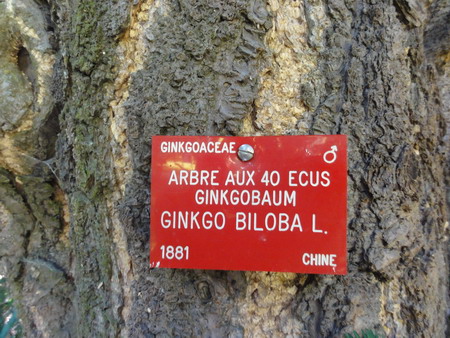 GINKGOACEAE ♂
ARBRE AUX 40 ECUS
GINKGOBAUM
GINKGO BILOBA L.
1881 CHINE